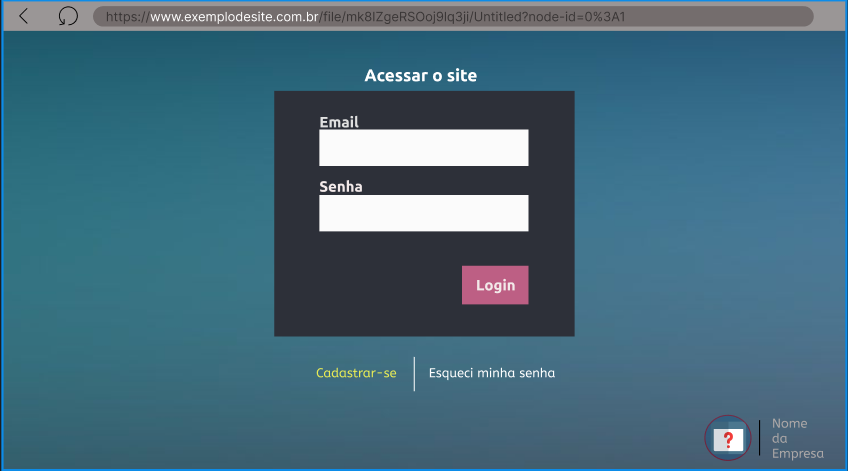 https://www.exemplodesite.com.br/file/mk8lZgeRSOoj9lq3ji/Untitled?node-id=0%3A1
Acessar o site
Email
Senha
Login
Cadastrar-se
Esqueci minha senha
?
Nome
da
Empresa